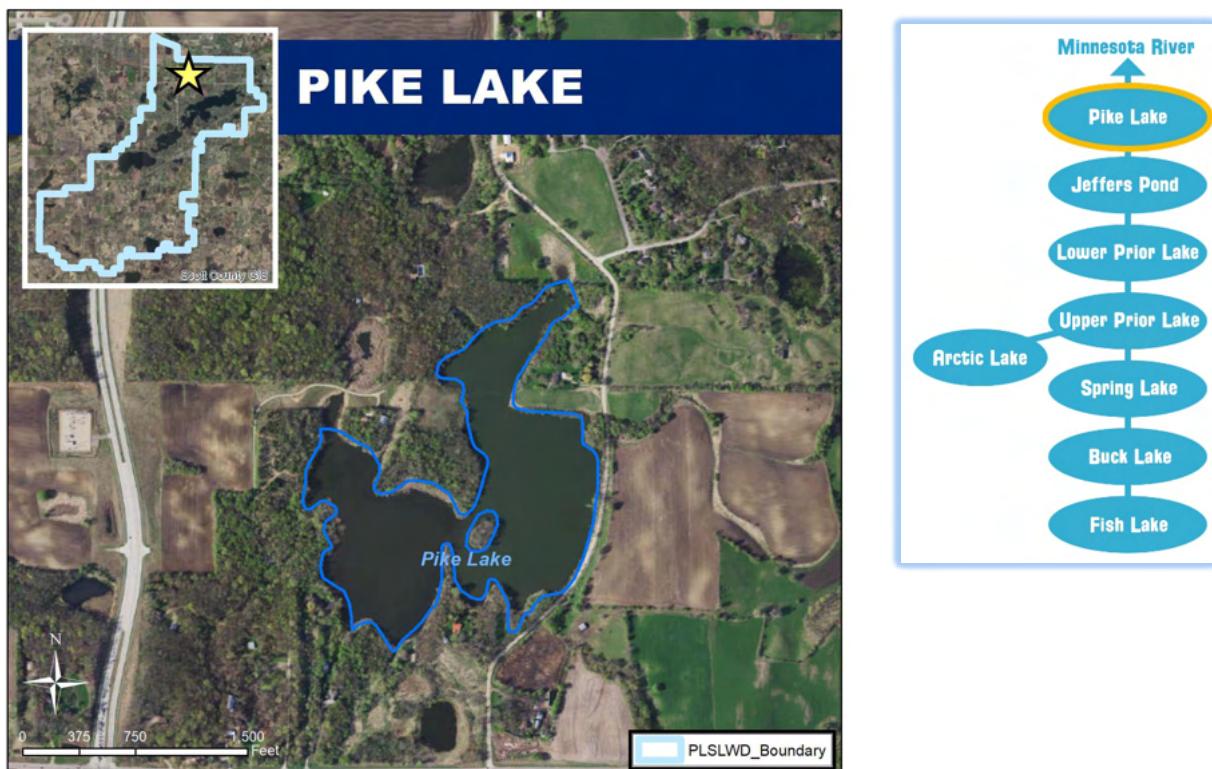 PIKE LAKE
Scott County GIS
Pike Lake
N
0 375 750 1,500
Feet
PLSLWD_Boundary
Minnesota River
Pike Lake
Jeffers Pond
Lower Prior Lake
Upper Prior Lake
Arctic Lake
Spring Lake
Buck Lake
Fish Lake